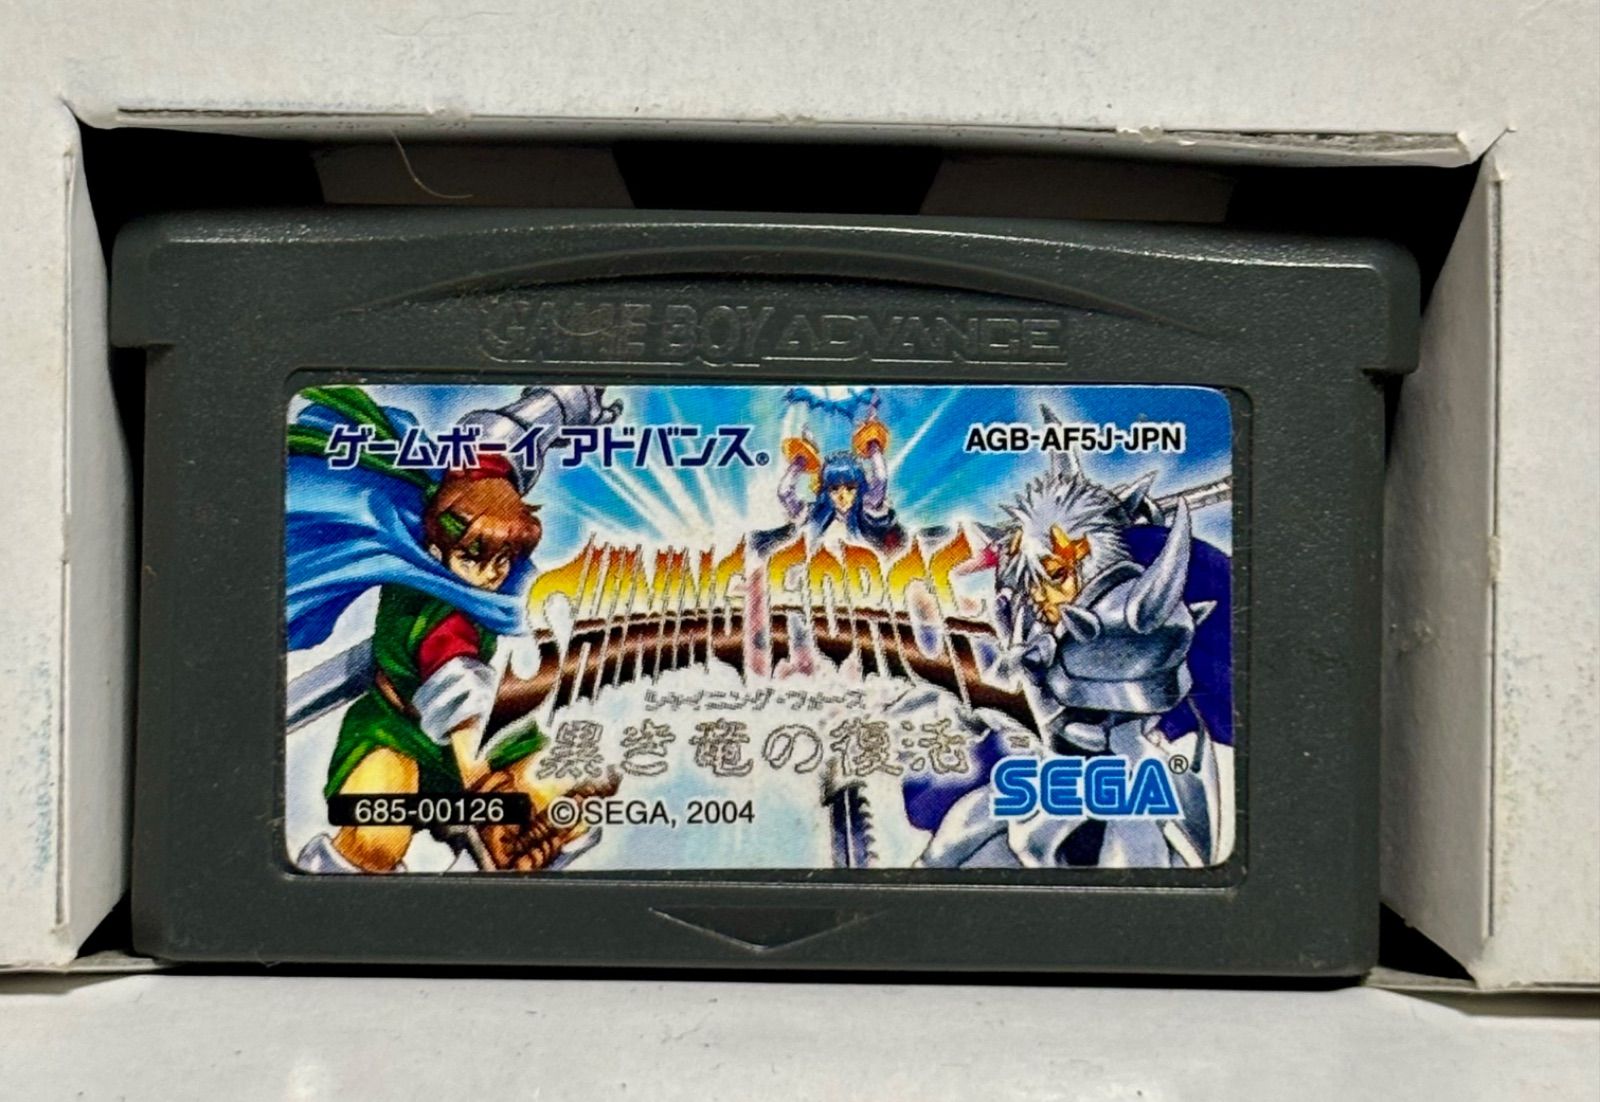 GAME BOY ADVANCE
ゲームボーイ アドバンス®
AGB-AF5J-JPN
SHINING FORCE
シャイニング・フォース
黒き竜の復活
SEGA®
685-00126
©SEGA, 2004